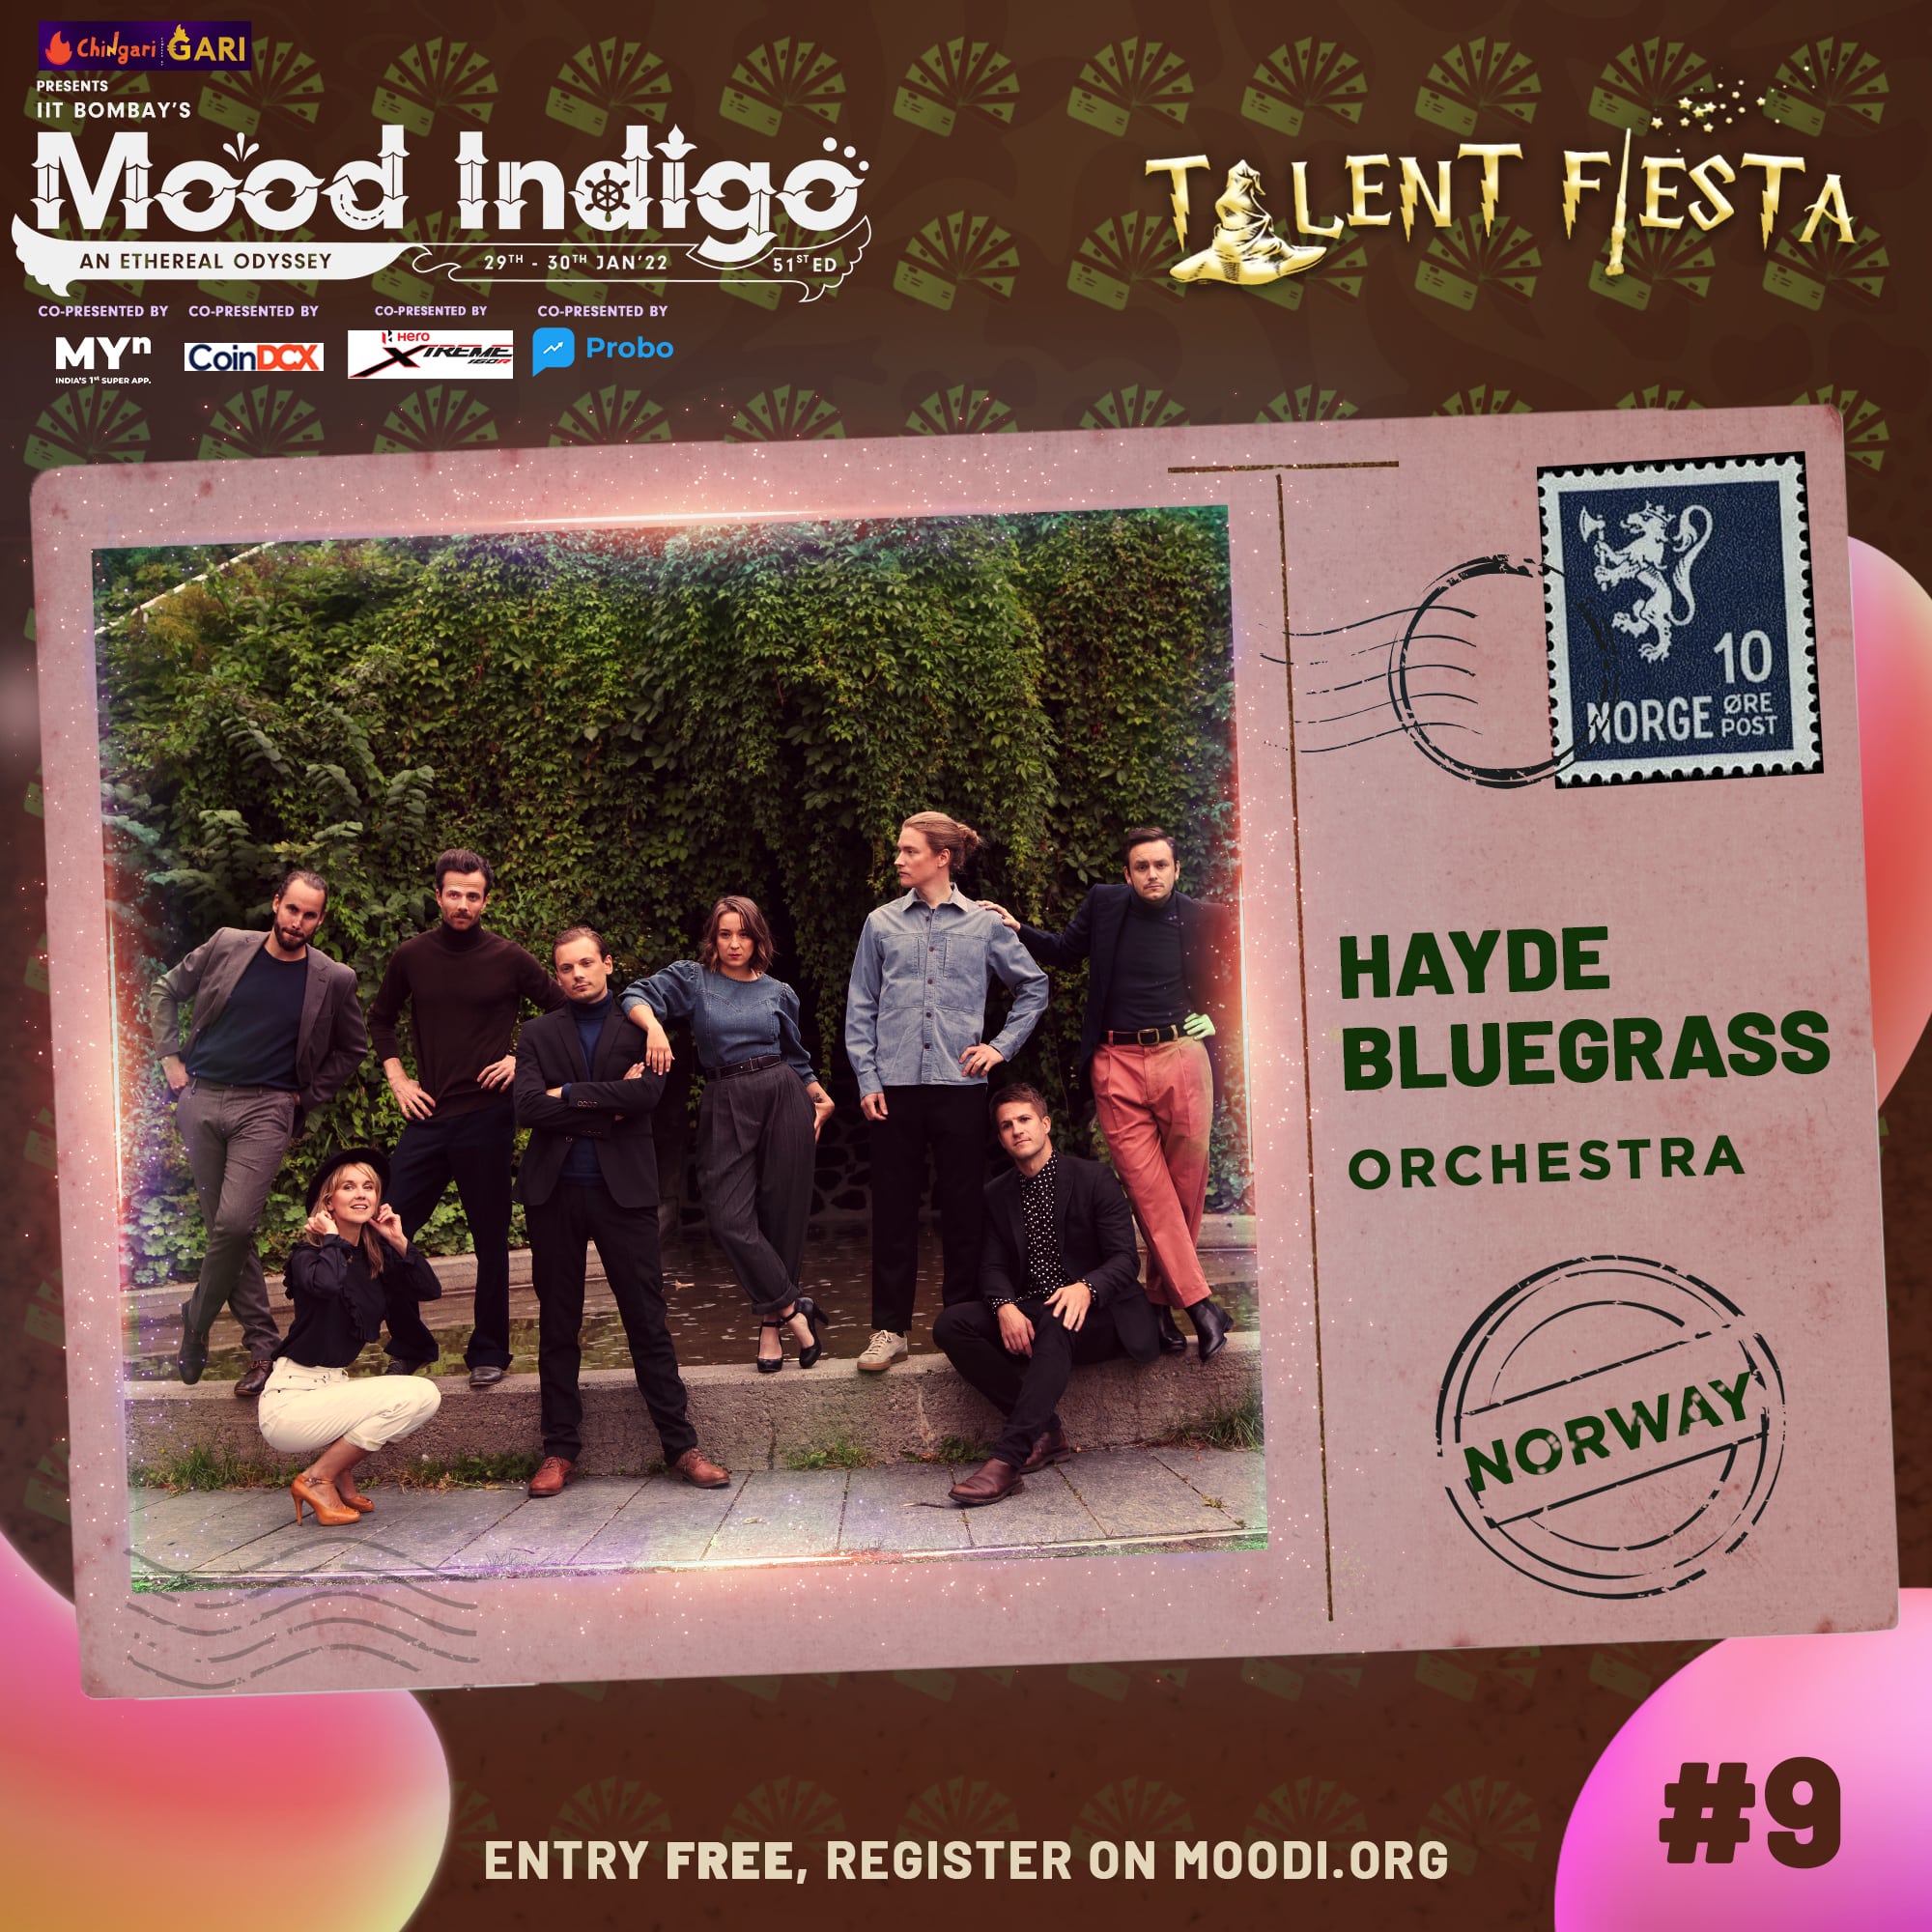 Chingari GARI
PRESENTS
IIT BOMBAY'S
Mood Indigo
AN ETHEREAL ODYSSEY
29TH - 30TH JAN'22
51ST ED
TALENT FIESTA
CO-PRESENTED BY CO-PRESENTED BY CO-PRESENTED BY CO-PRESENTED BY
MYn
INDIA'S 1st SUPER APP.
CoinDCX
Hero
XTREME
160R
Probo
10
NORGE ØRE
POST
HAYDE
BLUEGRASS
ORCHESTRA
NORWAY
#9
ENTRY FREE, REGISTER ON MOODI.ORG